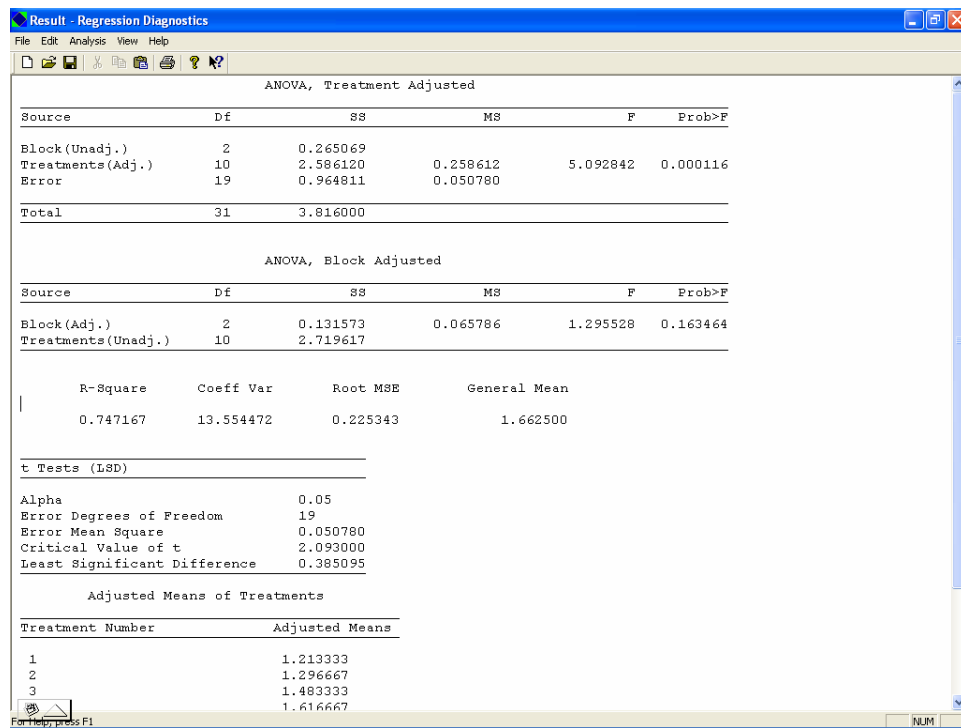 Result - Regression Diagnostics
File Edit Analysis View Help
ANOVA, Treatment Adjusted
Source Df SS MS F Prob>F
Block(Unadj.) 2 0.265069
Treatments(Adj.) 10 2.586120 0.258612 5.092842 0.000116
Error 19 0.964811 0.050780
Total 31 3.816000
ANOVA, Block Adjusted
Source Df SS MS F Prob>F
Block(Adj.) 2 0.131573 0.065786 1.295528 0.163464
Treatments(Unadj.) 10 2.719617
R-Square Coeff Var Root MSE General Mean
0.747167 13.554472 0.225343 1.662500
t Tests (LSD)
Alpha 0.05
Error Degrees of Freedom 19
Error Mean Square 0.050780
Critical Value of t 2.093000
Least Significant Difference 0.385095
Adjusted Means of Treatments
Treatment Number Adjusted Means
1 1.213333
2 1.296667
3 1.483333
1.616667
For Help, press F1
NUM